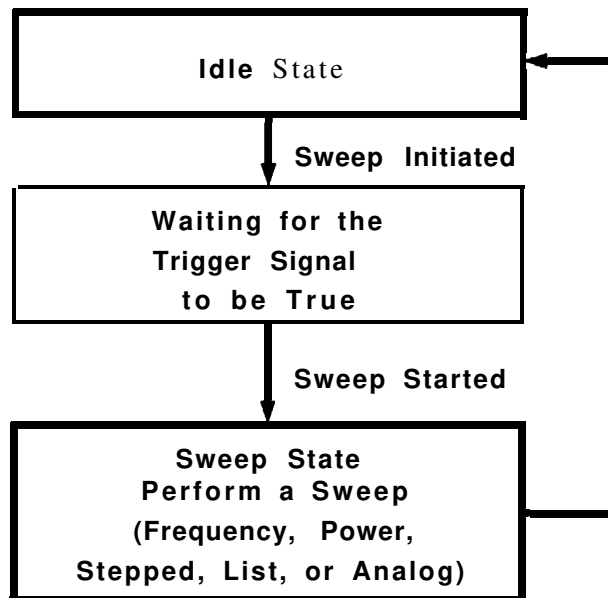 Idle State
Sweep Initiated
Waiting for the
Trigger Signal
to be True
Sweep Started
Sweep State
Perform a Sweep
(Frequency, Power,
Stepped, List, or Analog)